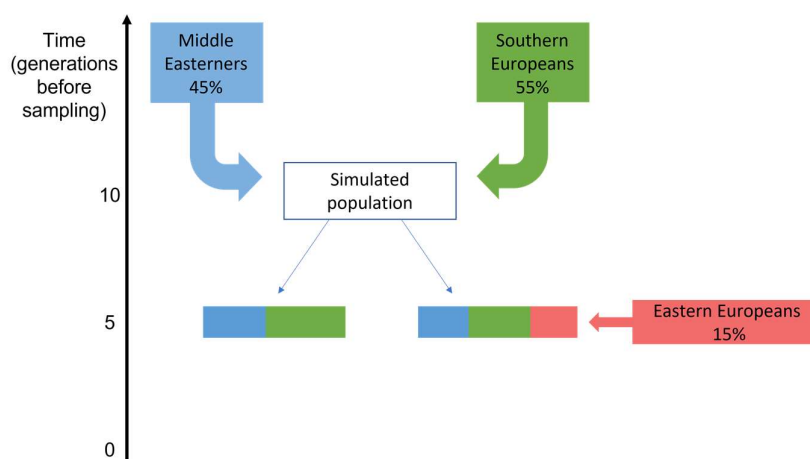 Time
(generations
before
sampling)
Middle
Easterners
45%
Southern
Europeans
55%
10
Simulated
population
5
Eastern Europeans
15%
0